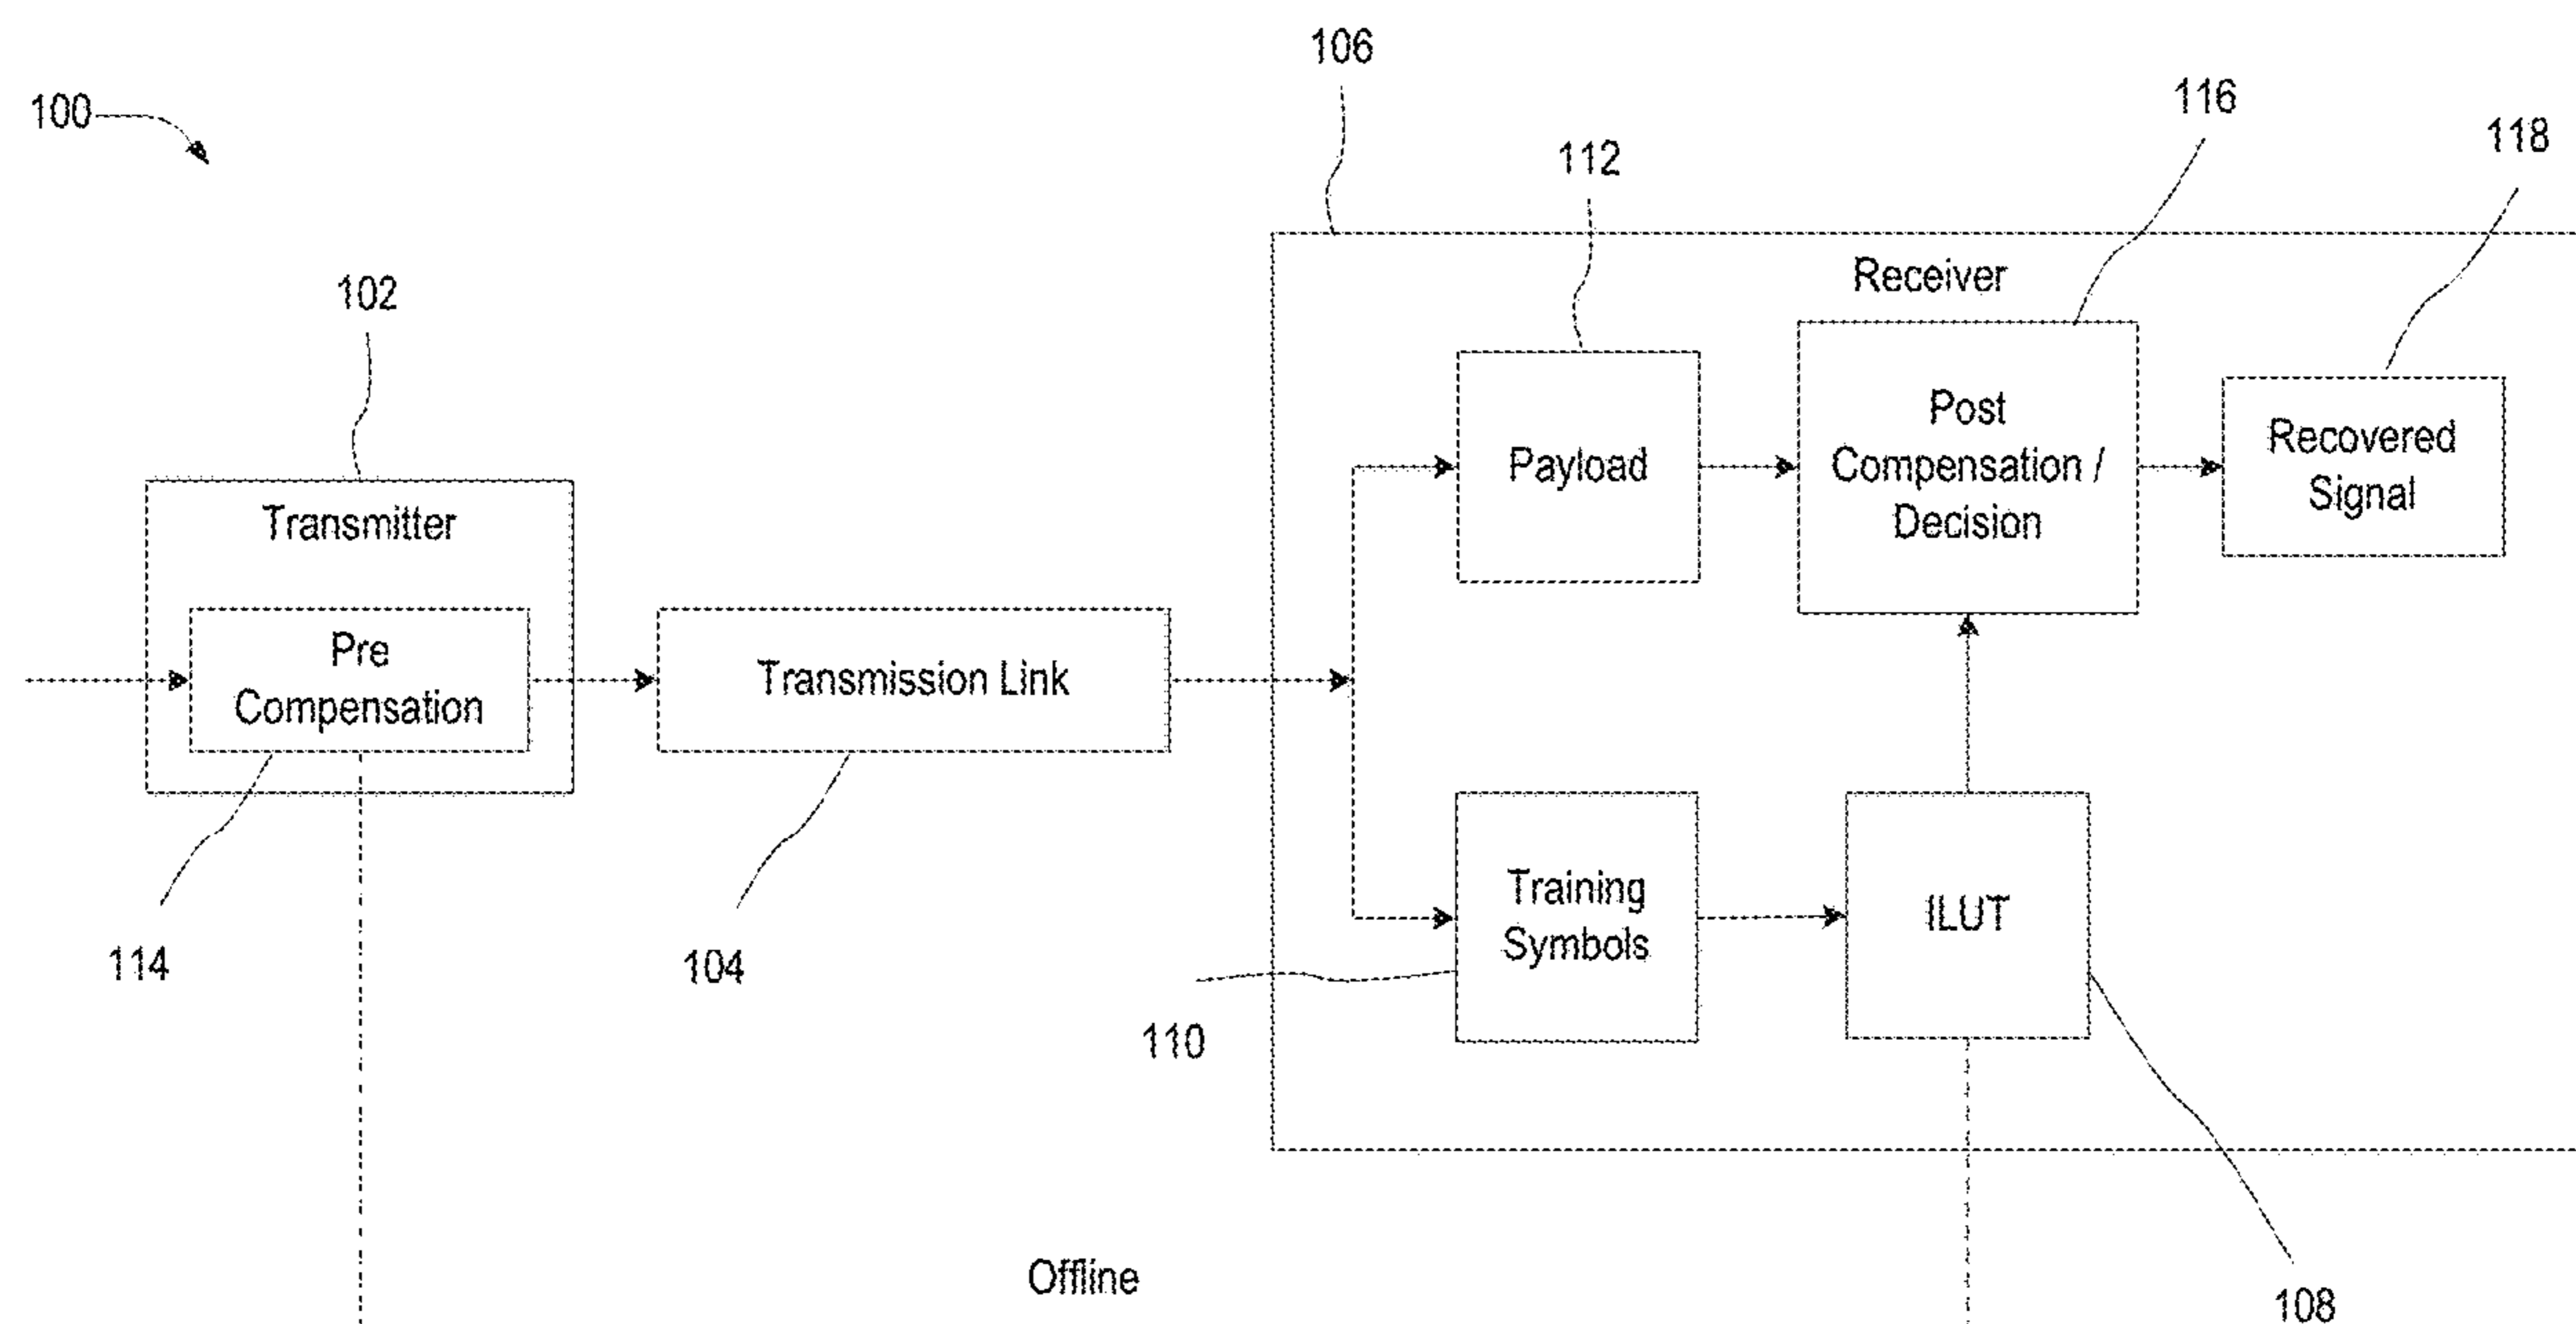 106
100
116
118
112
Receiver
102
Post
Compensation /
Decision
Recovered
Signal
Payload
Transmitter
Pre
Compensation
Transmission Link
Training
Symbols
ILUT
114
104
110
Offline
108